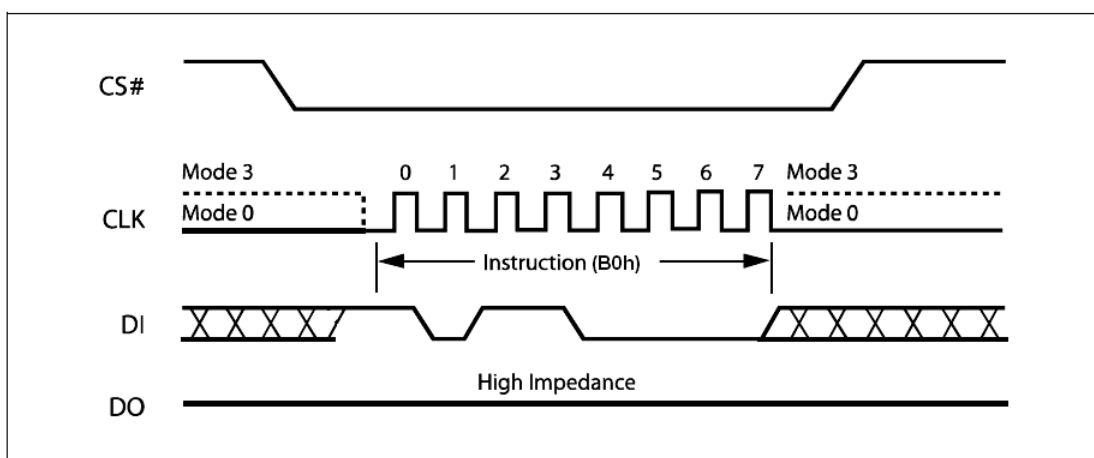 CS#
0 1 2 3 4 5 6 7
Mode 3 Mode 3
CLK Mode 0 Mode 0
Instruction (B0h)
DI
High Impedance
DO